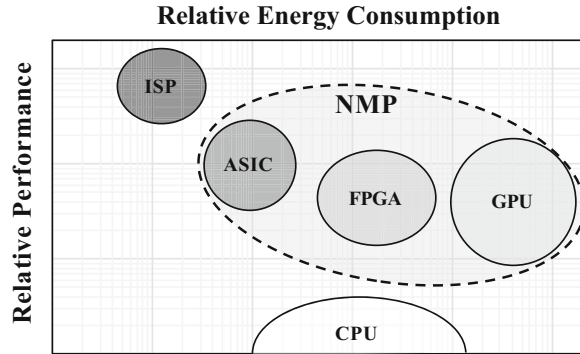 Relative Energy Consumption
Relative Performance
ISP
NMP
ASIC
FPGA
GPU
CPU